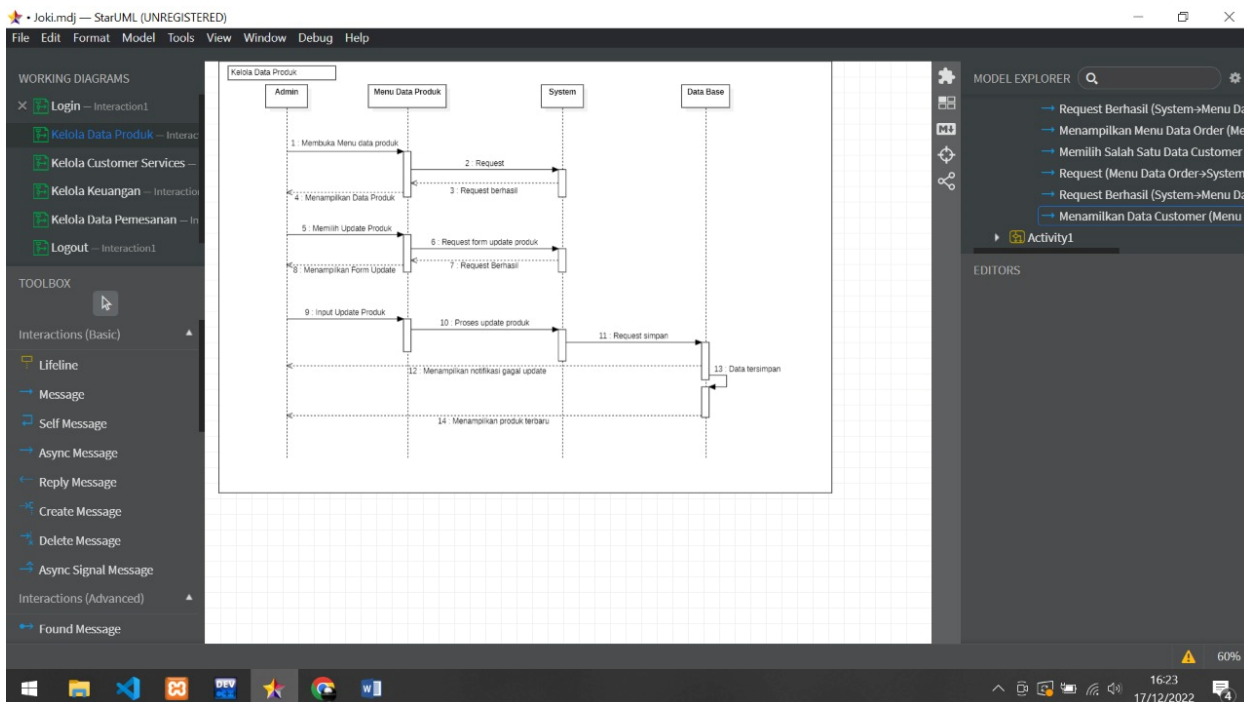 Joki.mdj — StarUML (UNREGISTERED)
File Edit Format Model Tools View Window Debug Help
WORKING DIAGRAMS
Login — Interaction1
Kelola Data Produk — Interac
Kelola Customer Services —
Kelola Keuangan — Interaction
Kelola Data Pemesanan — In
Logout — Interaction1
TOOLBOX
Interactions (Basic)
Lifeline
Message
Self Message
Async Message
Reply Message
Create Message
Delete Message
Async Signal Message
Interactions (Advanced)
Found Message
Kelola Data Produk
Admin
Menu Data Produk
System
Data Base
1 : Membuka Menu data produk
2 : Request
3 : Request berhasil
4 : Menampilkan Data Produk
5 : Memilih Update Produk
6 : Request form update produk
7 : Request Berhasil
8 : Menampilkan Form Update
9 : Input Update Produk
10 : Proses update produk
11 : Request simpan
12 : Menampilkan notifikasi gagal update
13 : Data tersimpan
14 : Menampilkan produk terbaru
MODEL EXPLORER
Request Berhasil (System→Menu Da
Menampilkan Menu Data Order (Me
Memilih Salah Satu Data Customer
Request (Menu Data Order→System
Request Berhasil (System→Menu Da
Menamilkan Data Customer (Menu
Activity1
EDITORS
60%
DEV
16:23
17/12/2022
4